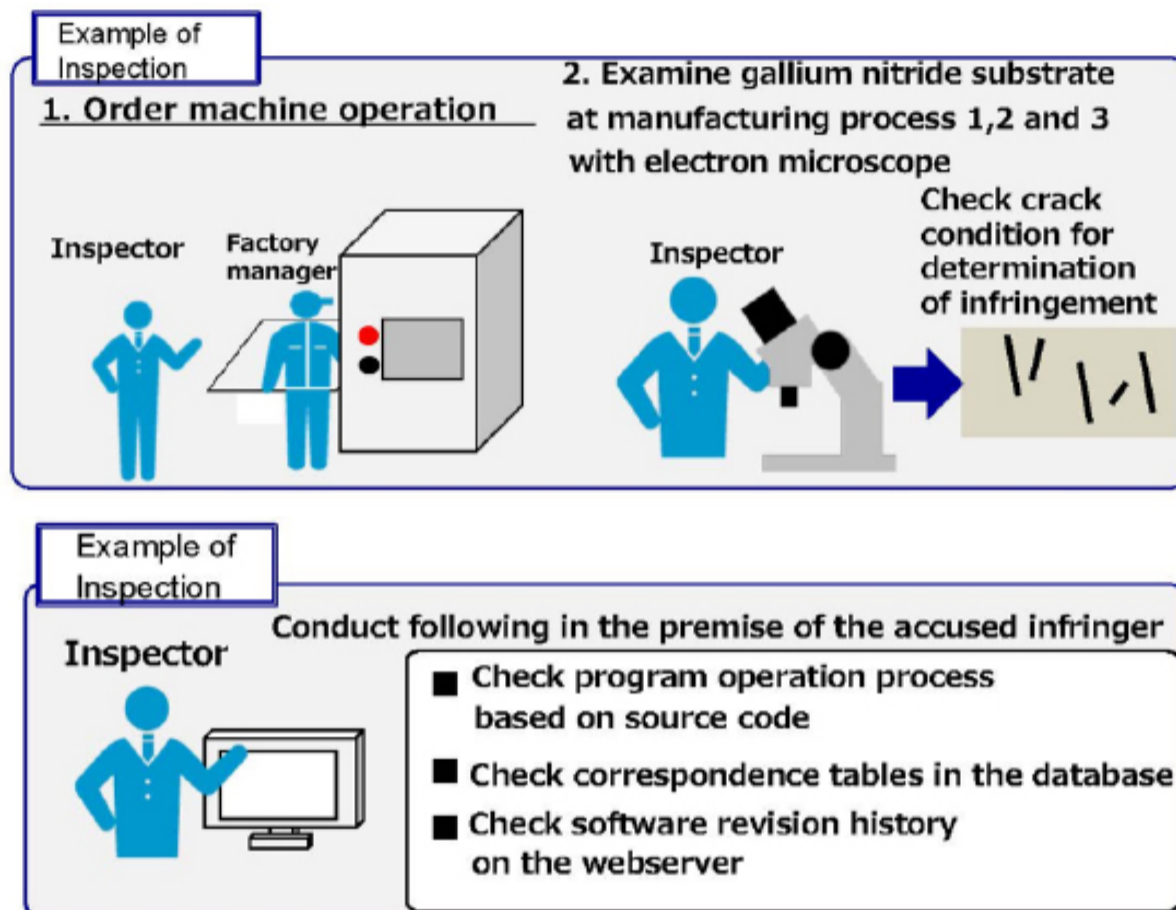 Example of
Inspection
1. Order machine operation
Inspector
Factory
manager
2. Examine gallium nitride substrate
at manufacturing process 1,2 and 3
with electron microscope
Inspector
Check crack
condition for
determination
of infringement
Example of
Inspection
Inspector
Conduct following in the premise of the accused infringer
■ Check program operation process
based on source code
■ Check correspondence tables in the database
■ Check software revision history
on the webserver